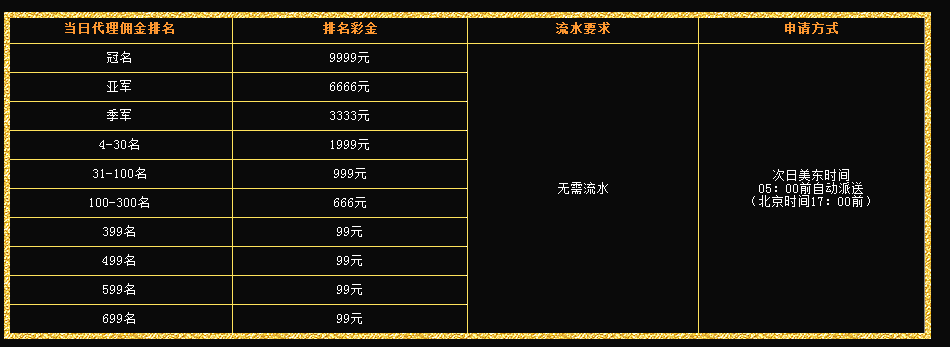 当日代理佣金排名 排名彩金 流水要求 申请方式
冠名 9999元
亚军 6666元
季军 3333元
4-30名 1999元
31-100名 999元
100-300名 666元
399名 99元
499名 99元
599名 99元
699名 99元
无需流水
次日美东时间
05：00前自动派送
（北京时间17：00前）